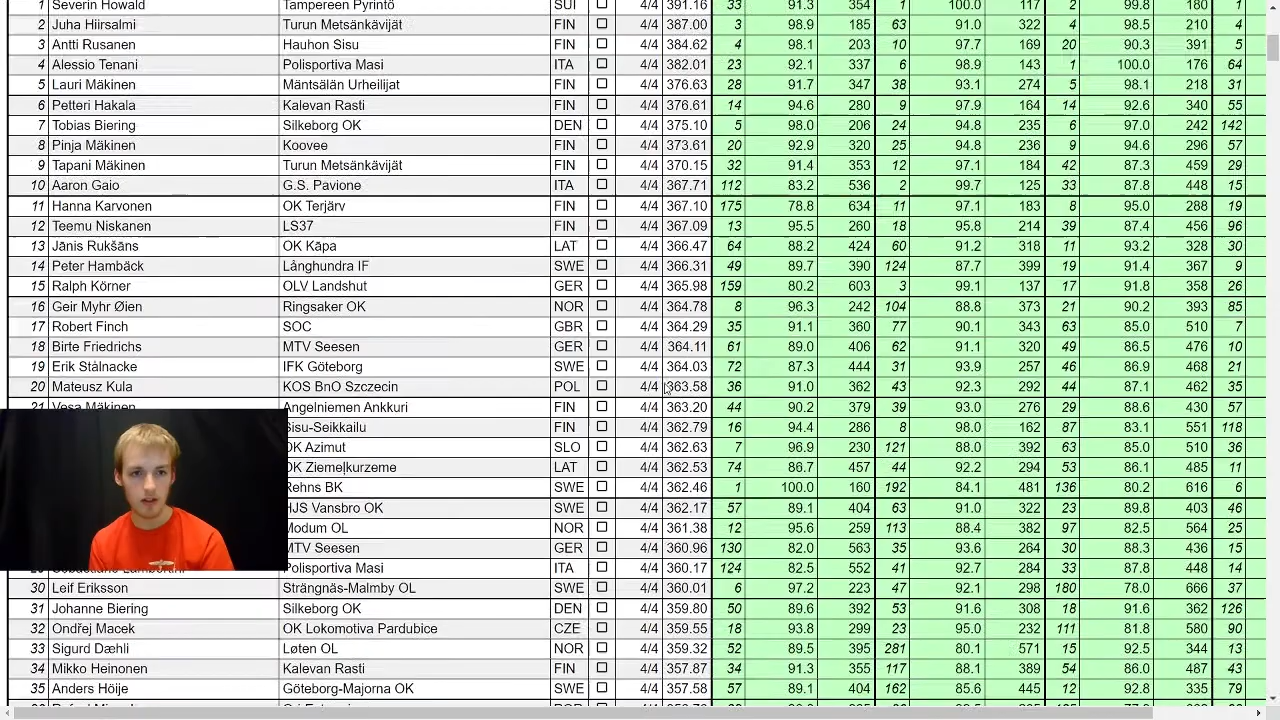 1 Severin Howald Tampereen Pyrintö SUI 4/4 391.16 33 91.3 354 1 100.0 117 2 99.8 180 1
2 Juha Hiirsalmi Turun Metsänkävijät FIN 4/4 387.00 3 98.9 185 63 91.0 322 4 98.5 210 4
3 Antti Rusanen Hauhon Sisu FIN 4/4 384.62 4 98.1 203 10 97.7 169 20 90.3 391 5
4 Alessio Tenani Polisportiva Masi ITA 4/4 382.01 23 92.1 337 6 98.9 143 1 100.0 176 64
5 Lauri Mäkinen Mäntsälän Urheilijat FIN 4/4 376.63 28 91.7 347 38 93.1 274 5 98.1 218 31
6 Petteri Hakala Kalevan Rasti FIN 4/4 376.61 14 94.6 280 9 97.9 164 14 92.6 340 55
7 Tobias Biering Silkeborg OK DEN 4/4 375.10 5 98.0 206 24 94.8 235 6 97.0 242 142
8 Pinja Mäkinen Koovee FIN 4/4 373.61 20 92.9 320 25 94.8 236 9 94.6 296 57
9 Tapani Mäkinen Turun Metsänkävijät FIN 4/4 370.15 32 91.4 353 12 97.1 184 42 87.3 459 29
10 Aaron Gaio G.S. Pavione ITA 4/4 367.71 112 83.2 536 2 99.7 125 33 87.8 448 15
11 Hanna Karvonen OK Terjärv FIN 4/4 367.10 175 78.8 634 11 97.1 183 8 95.0 288 19
12 Teemu Niskanen LS37 FIN 4/4 367.09 13 95.5 260 18 95.8 214 39 87.4 456 96
13 Jānis Rukšāns OK Kāpa LAT 4/4 366.47 64 88.2 424 60 91.2 318 11 93.2 328 30
14 Peter Hambäck Långhundra IF SWE 4/4 366.31 49 89.7 390 124 87.7 399 19 91.4 367 9
15 Ralph Körner OLV Landshut GER 4/4 365.98 159 80.2 603 3 99.1 137 17 91.8 358 26
16 Geir Myhr Øien Ringsaker OK NOR 4/4 364.78 8 96.3 242 104 88.8 373 21 90.2 393 85
17 Robert Finch SOC GBR 4/4 364.29 35 91.1 360 77 90.1 343 63 85.0 510 7
18 Birte Friedrichs MTV Seesen GER 4/4 364.11 61 89.0 406 62 91.1 320 49 86.5 476 10
19 Erik Stålnacke IFK Göteborg SWE 4/4 364.03 72 87.3 444 31 93.9 257 46 86.9 468 21
20 Mateusz Kula KOS BnO Szczecin POL 4/4 363.58 36 91.0 362 43 92.3 292 44 87.1 462 35
21 Vesa Mäkinen Angelniemen Ankkuri FIN 4/4 363.20 44 90.2 379 39 93.0 276 29 88.6 430 57
Sisu-Seikkailu FIN 4/4 362.79 16 94.4 286 8 98.0 162 87 83.1 551 118
OK Azimut SLO 4/4 362.63 7 96.9 230 121 88.0 392 63 85.0 510 36
OK Ziemeļkurzeme LAT 4/4 362.53 74 86.7 457 44 92.2 294 53 86.1 485 11
Rehns BK SWE 4/4 362.46 1 100.0 160 192 84.1 481 136 80.2 616 6
HJS Vansbro OK SWE 4/4 362.17 57 89.1 404 63 91.0 322 23 89.8 403 46
Modum OL NOR 4/4 361.38 12 95.6 259 113 88.4 382 97 82.5 564 25
MTV Seesen GER 4/4 360.96 130 82.0 563 35 93.6 264 30 88.3 436 15
Polisportiva Masi ITA 4/4 360.17 124 82.5 552 41 92.7 284 33 87.8 448 14
30 Leif Eriksson Strängnäs-Malmby OL SWE 4/4 360.01 6 97.2 223 47 92.1 298 180 78.0 666 37
31 Johanne Biering Silkeborg OK DEN 4/4 359.80 50 89.6 392 53 91.6 308 18 91.6 362 126
32 Ondřej Macek OK Lokomotiva Pardubice CZE 4/4 359.55 18 93.8 299 23 95.0 232 111 81.8 580 90
33 Sigurd Dæhli Løten OL NOR 4/4 359.32 52 89.5 395 281 80.1 571 15 92.5 344 13
34 Mikko Heinonen Kalevan Rasti FIN 4/4 357.87 34 91.3 355 117 88.1 389 54 86.0 487 43
35 Anders Höije Göteborg-Majorna OK SWE 4/4 357.58 57 89.1 404 162 85.6 445 12 92.8 335 79